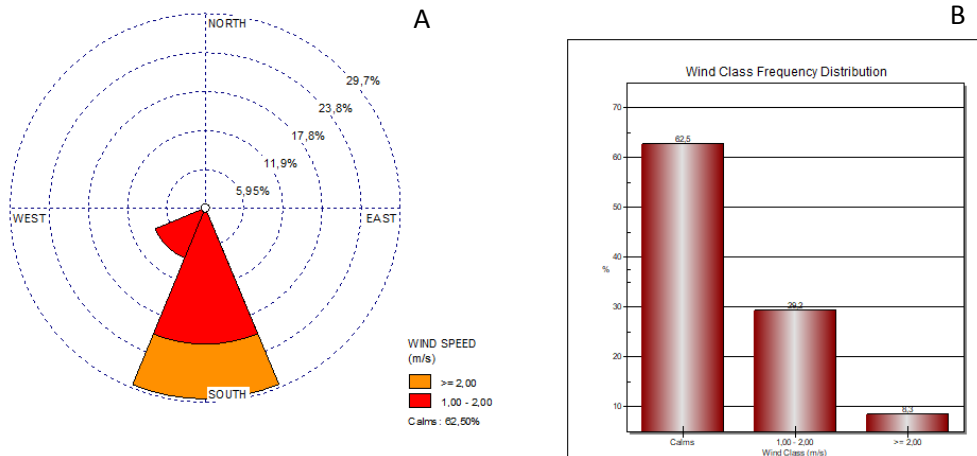 A
NORTH
29,7%
23,8%
17,8%
11,9%
5,95%
WEST
EAST
SOUTH
WIND SPEED
(m/s)
>= 2,00
1,00 - 2,00
Calms : 62,50%
B
Wind Class Frequency Distribution
70
60
50
40
30
20
10
%
62,5
29,2
8,3
Calms
1,00 - 2,00
>= 2,00
Wind Class (m/s)